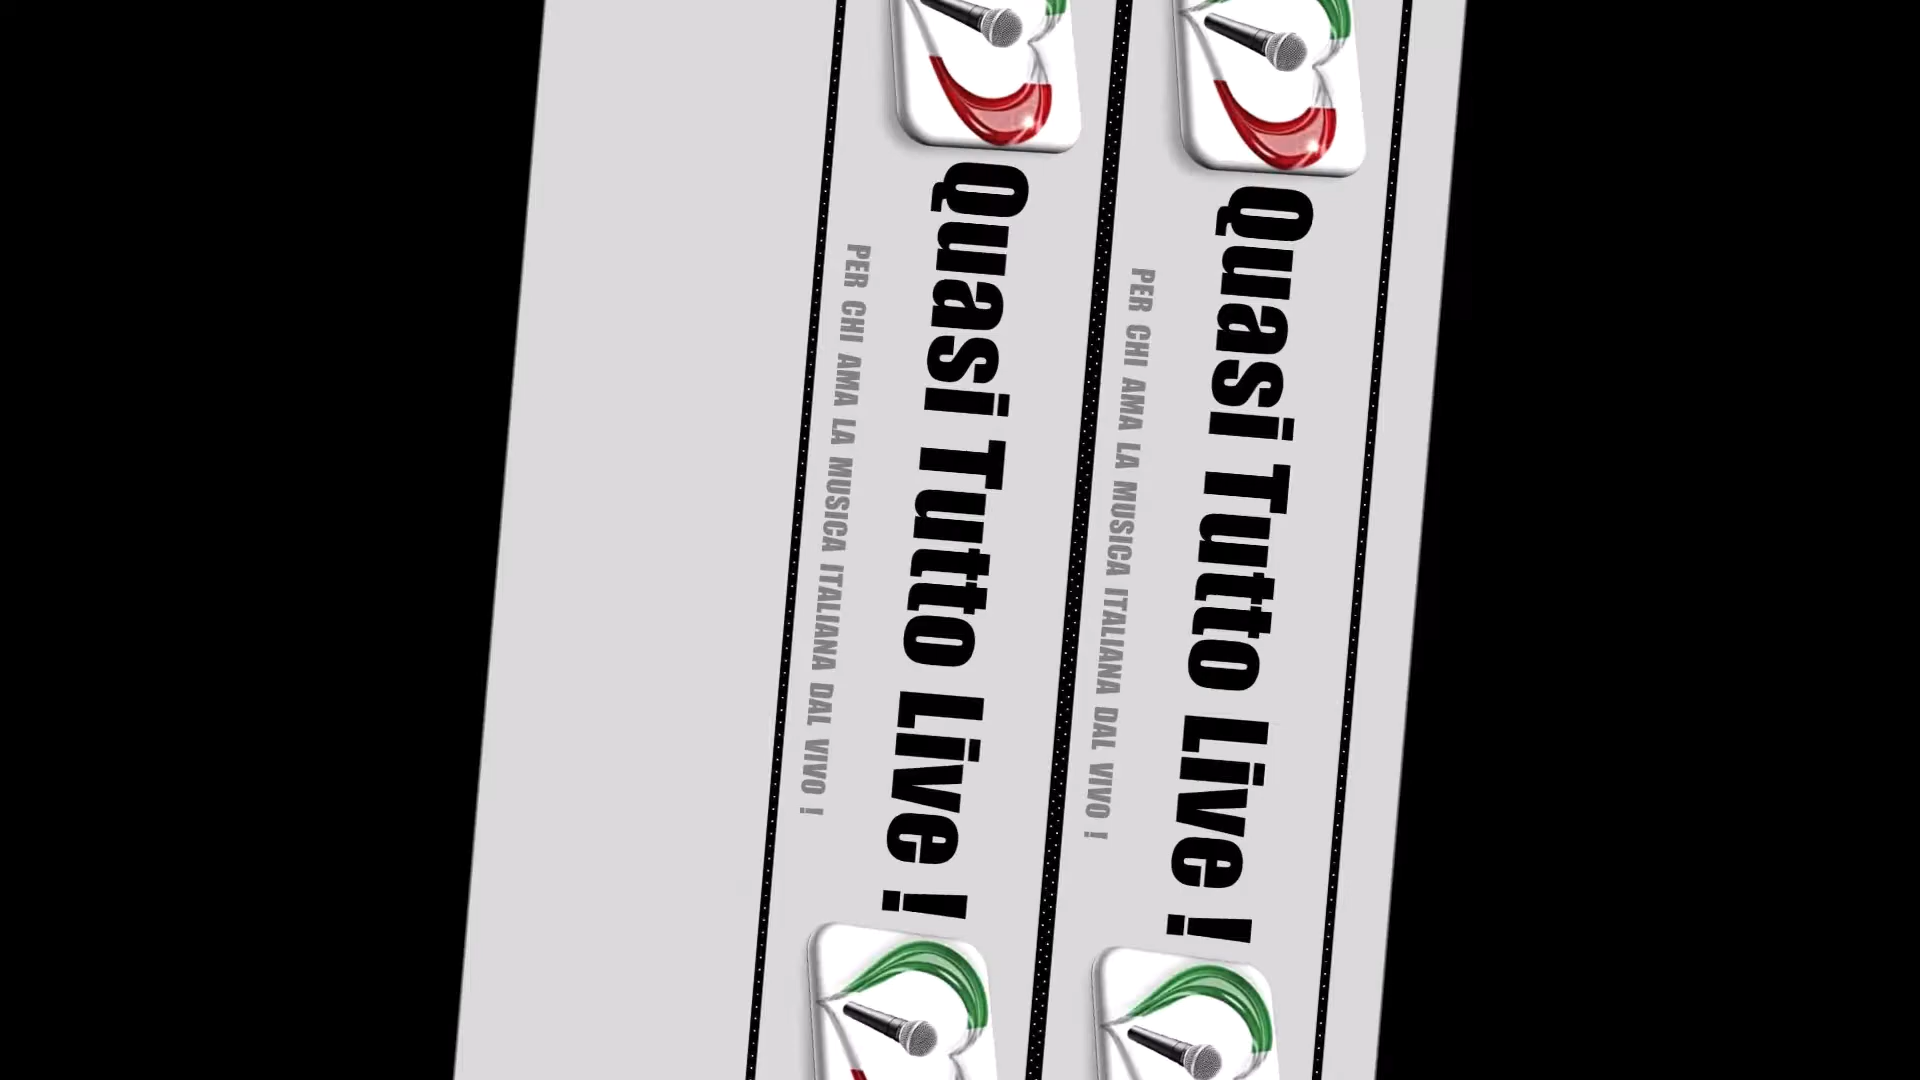 Quasi Tutto Live !
PER CHI AMA LA MUSICA ITALIANA DAL VIVO !
Quasi Tutto Live !
PER CHI AMA LA MUSICA ITALIANA DAL VIVO !